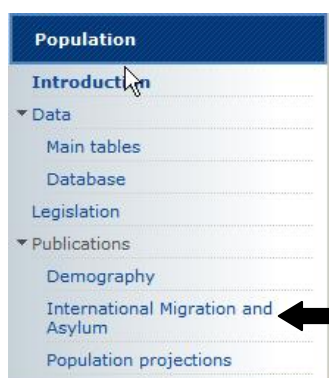 Population
Introduction
Data
Main tables
Database
Legislation
Publications
Demography
International Migration and
Asylum
Population projections